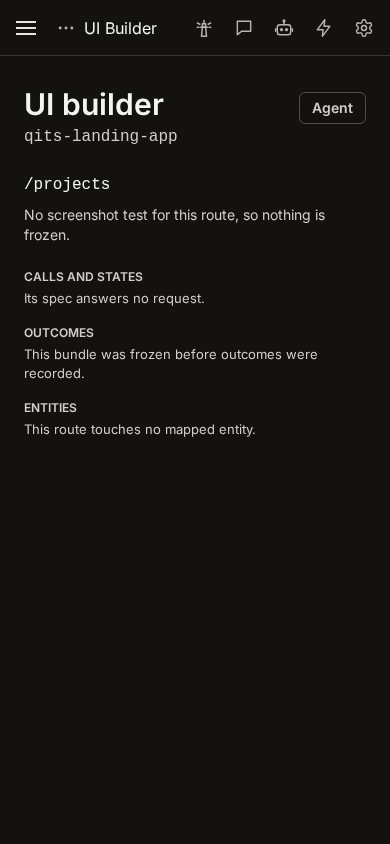 UI Builder
UI builder
Agent
qits-landing-app
/projects
No screenshot test for this route, so nothing is
frozen.
CALLS AND STATES
Its spec answers no request.
OUTCOMES
This bundle was frozen before outcomes were
recorded.
ENTITIES
This route touches no mapped entity.